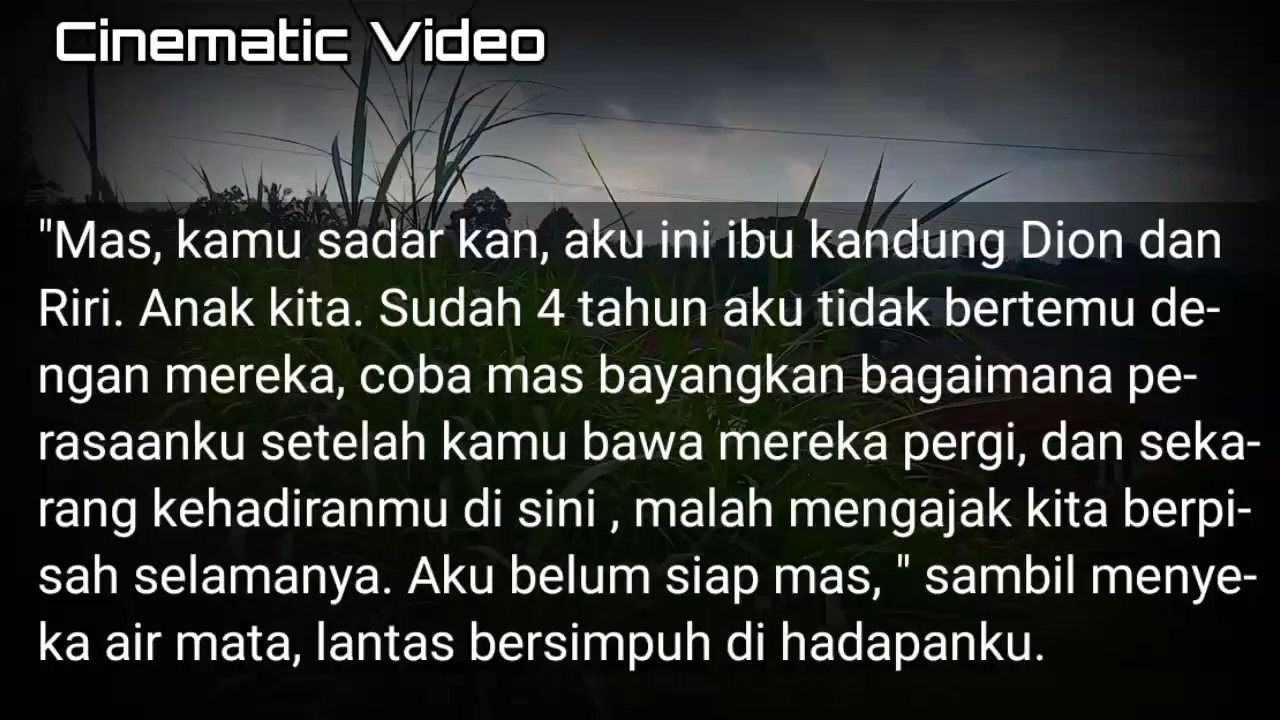 Cinematic Video
"Mas, kamu sadar kan, aku ini ibu kandung Dion dan
Riri. Anak kita. Sudah 4 tahun aku tidak bertemu de-
ngan mereka, coba mas bayangkan bagaimana pe-
rasaanku setelah kamu bawa mereka pergi, dan seka-
rang kehadiranmu di sini , malah mengajak kita berpi-
sah selamanya. Aku belum siap mas, " sambil menye-
ka air mata, lantas bersimpuh di hadapanku.